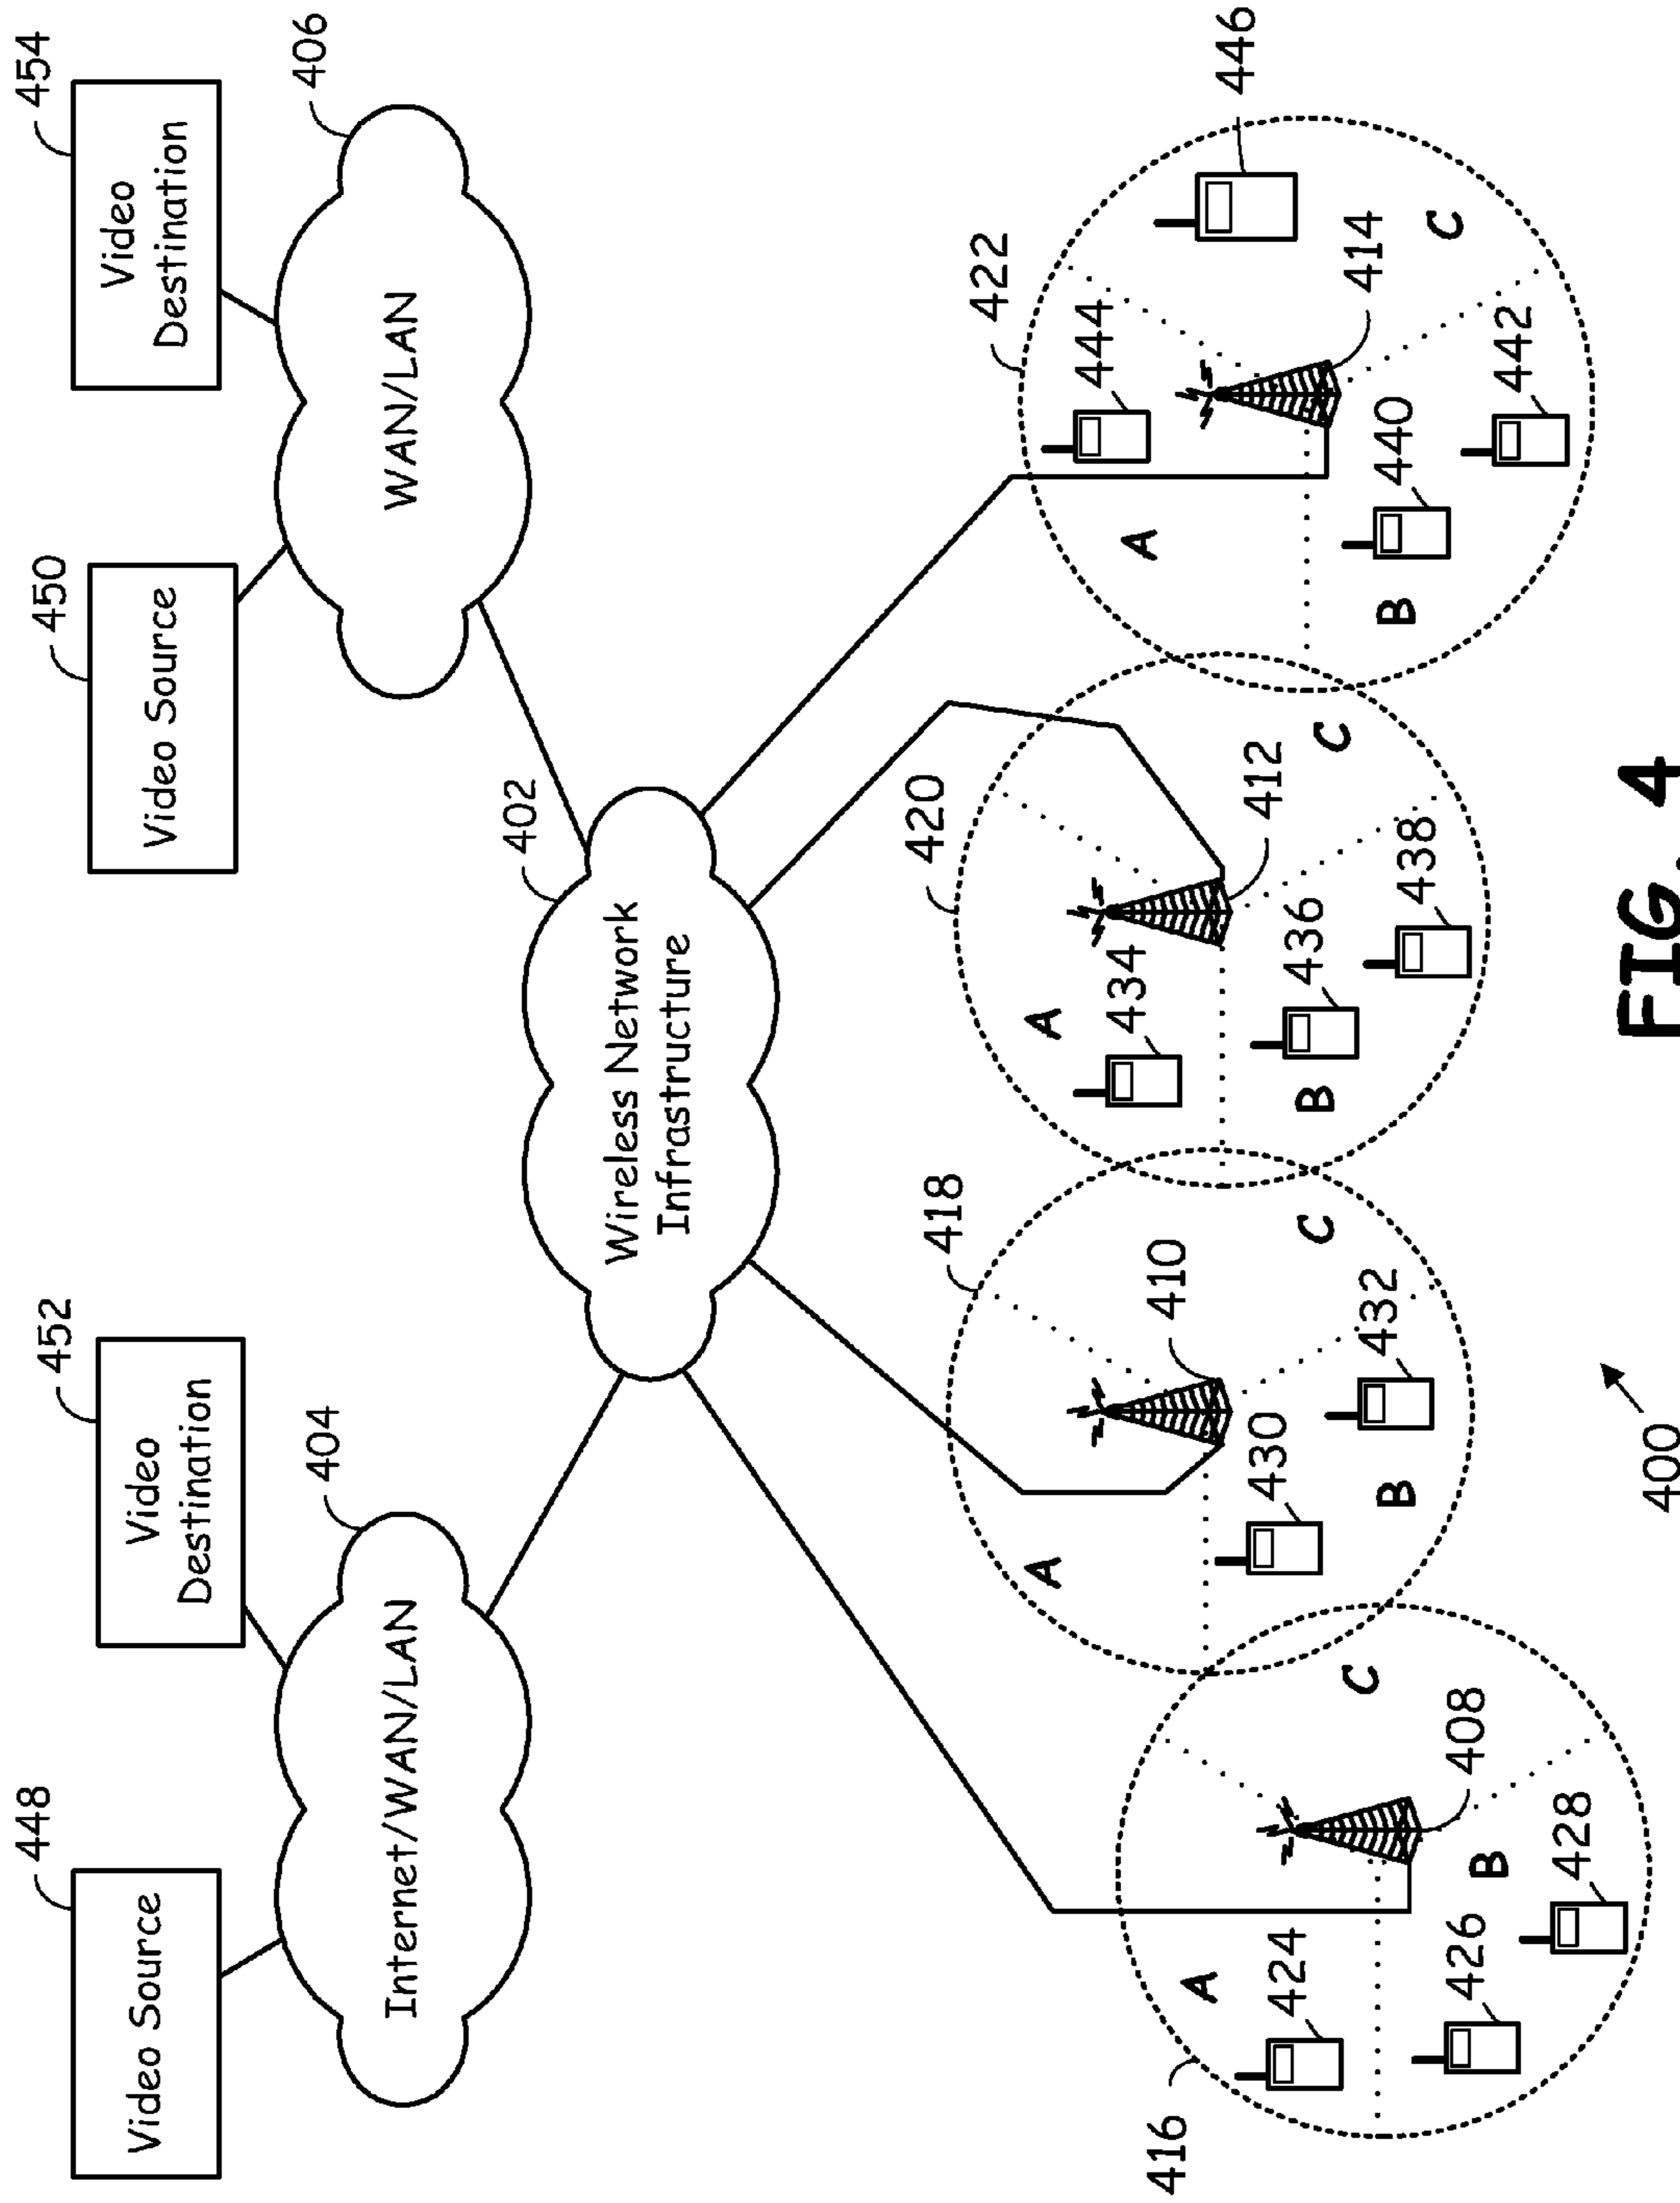 448
Video Source
452
Video
Destination
450
Video Source
454
Video
Destination
404
Internet/WAN/LAN
406
WAN/LAN
402
Wireless Network
Infrastructure
416
A
424
426
B
428
408
C
418
A
430
B
432
410
C
420
A
434
B
436
438
412
C
422
A
444
B
440
442
414
C
446
400
FIG. 4